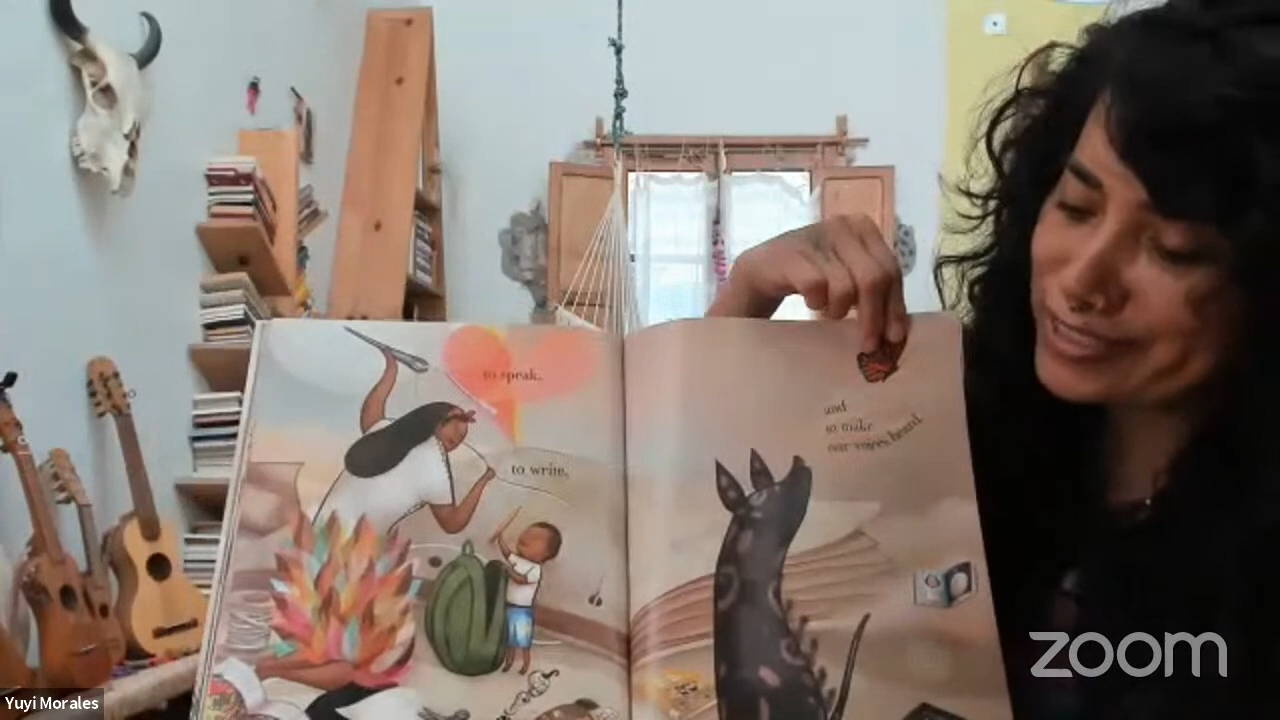 to speak,
to write,
and
to make
our voices heard.
zoom
Yuyi Morales